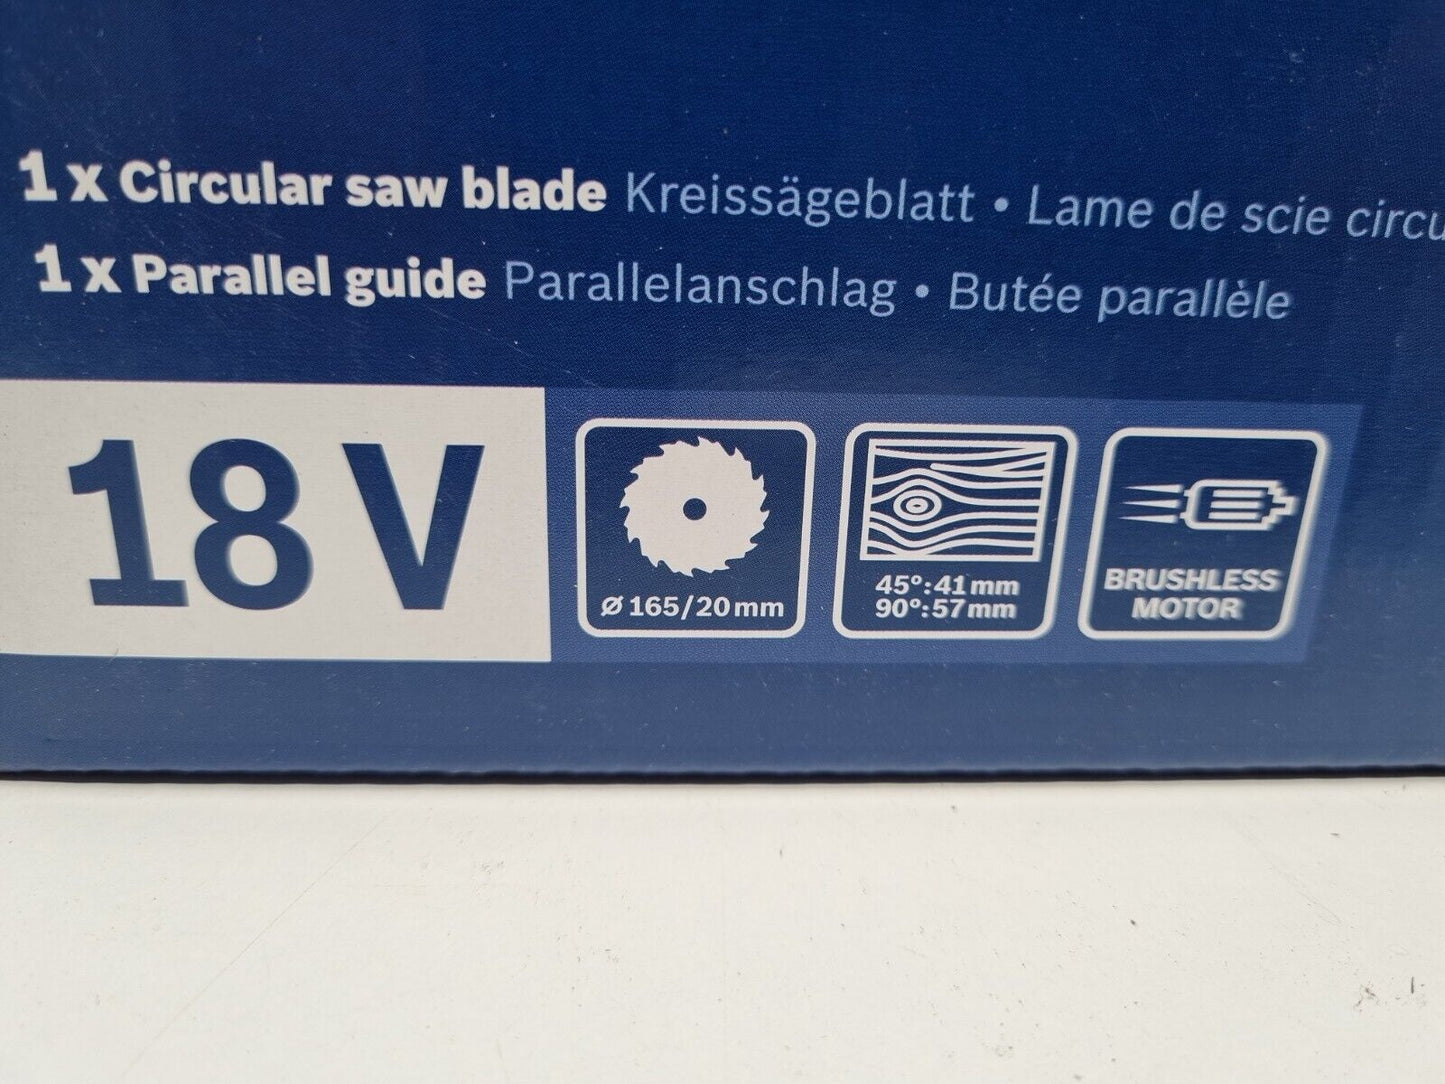 1 x Circular saw blade Kreissägeblatt • Lame de scie circu
1 x Parallel guide Parallelanschlag • Butée parallèle
18 V
Ø 165/20 mm
45°: 41 mm
90°: 57 mm
BRUSHLESS
MOTOR